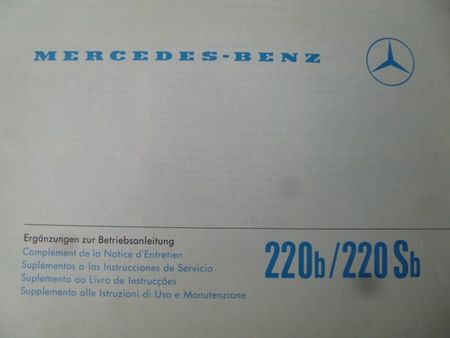 MERCEDES-BENZ
Ergänzungen zur Betriebsanleitung
Complément de la Notice d'Entretien
Suplementos a las Instrucciones de Servicio
Suplemento ao Livro de Instrucções
Supplemento alle Istruzioni di Uso e Manutenzione
220b/220Sb